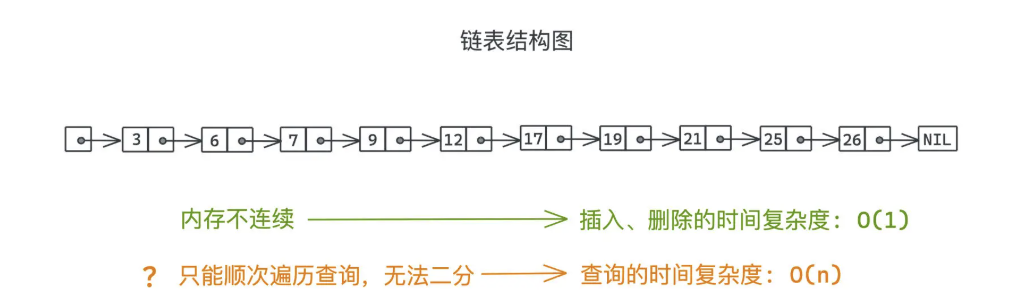 链表结构图
3 6 7 9 12 17 19 21 25 26 NIL
内存不连续 插入、删除的时间复杂度: O(1)
? 只能顺次遍历查询, 无法二分 查询的时间复杂度: O(n)